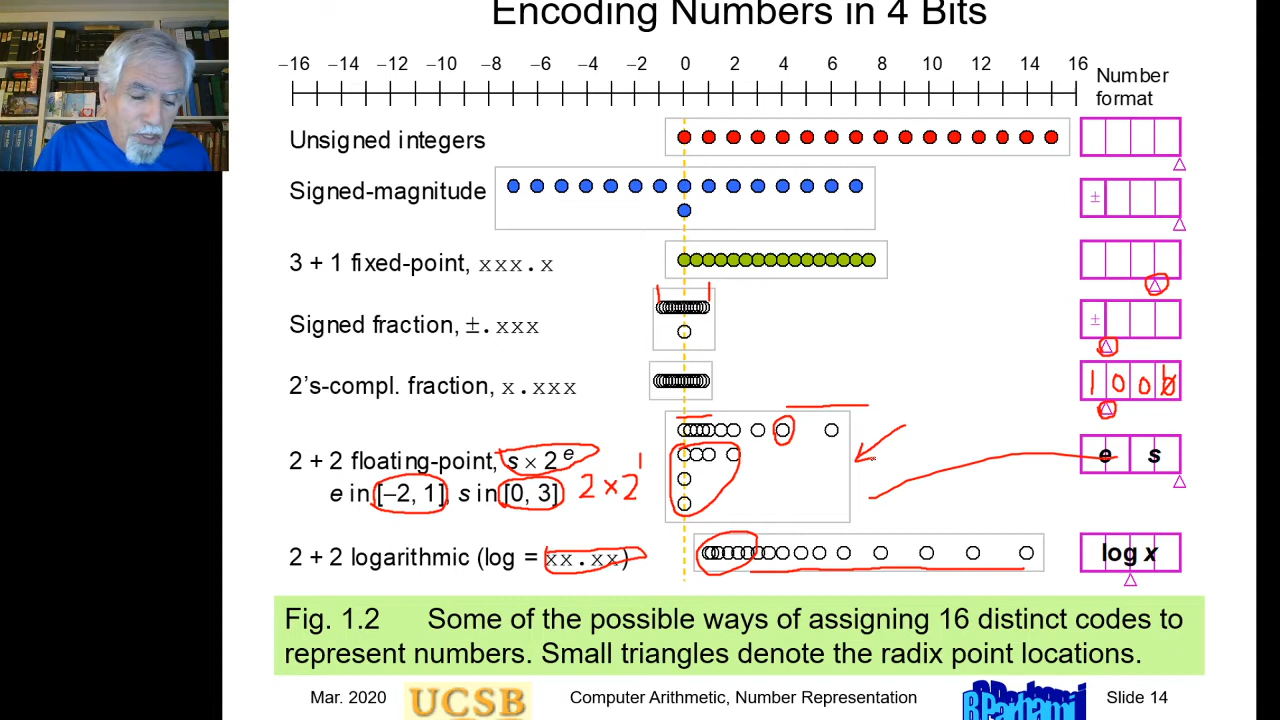 Encoding Numbers in 4 Bits
−16 −14 −12 −10 −8 −6 −4 −2 0 2 4 6 8 10 12 14 16
Number
format
Unsigned integers
Signed-magnitude
±
3 + 1 fixed-point, xxx.x
Signed fraction, ±.xxx
±
2's-compl. fraction, x.xxx
1 0 0
2 + 2 floating-point, s × 2^e
e in [−2, 1], s in [0, 3]
2 × 2^1
e s
2 + 2 logarithmic (log = xx.xx)
log x
Fig. 1.2 Some of the possible ways of assigning 16 distinct codes to
represent numbers. Small triangles denote the radix point locations.
Mar. 2020 UCSB Computer Arithmetic, Number Representation B.Parhami Slide 14